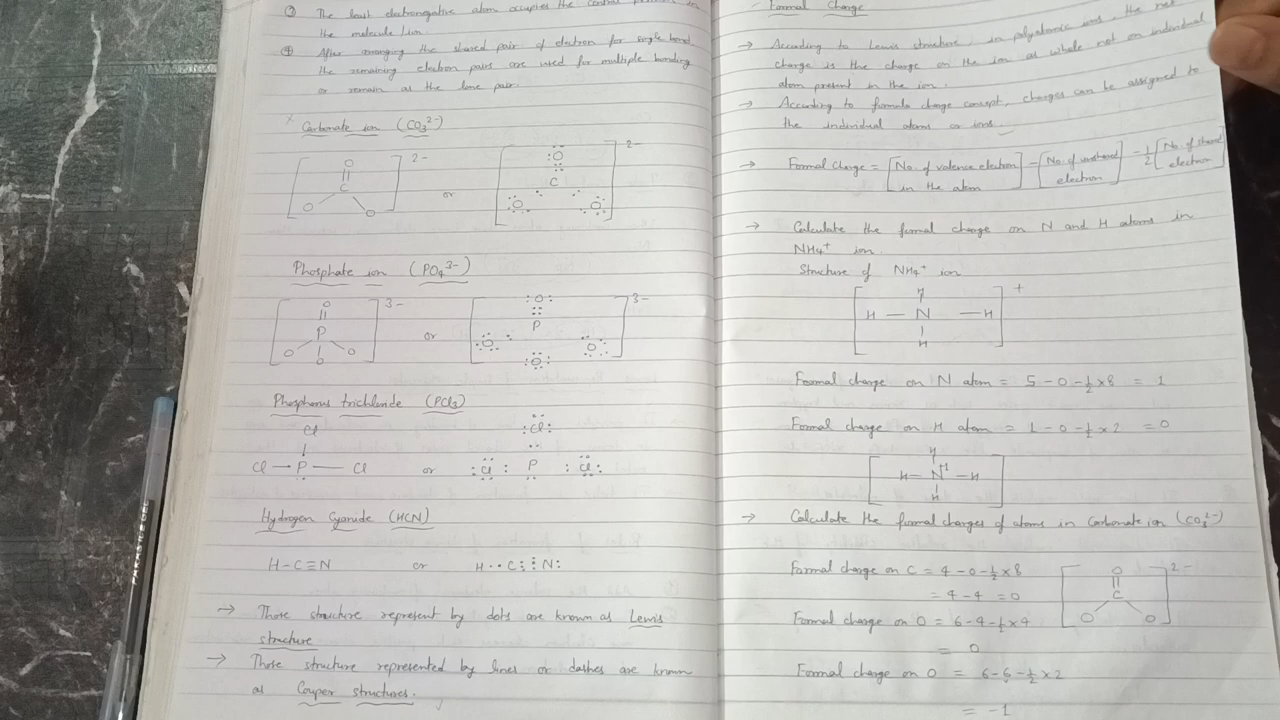 ③ The least electronegative atom occupies the central position in
the molecule / ion
④ After arranging the shared pair of electron for single bond
the remaining electron pairs are used for multiple bonding
or remain as the lone pair.
Carbonate ion (CO₃²⁻)
O
C
O O
2-
or
:O:
C
:O: :O:
2-
Phosphate ion (PO₄³⁻)
O
P
O O
O
3-
or
:O:
P
:O: :O:
:O:
3-
Phosphorus trichloride (PCl₃)
Cl
Cl — P — Cl
or
:Cl:
:Cl: P :Cl:
Hydrogen Cyanide (HCN)
H-C≡N or H··C⋮⋮N:
→ Those structure represent by dots are known as Lewis
structure
→ Those structure represented by lines or dashes are known
as Couper structures.
Formal Charge
→ According to Lewis structure, in polyatomic ions, the net
charge is the charge on the ion as whole not on individual
atom present in the ion.
→ According to formula charge concept, charges can be assigned to
the individual atoms or ions.
→ Formal Charge = [No. of valence electron in the atom] - [No. of unshared electron] - 1/2 [No. of shared electron]
→ Calculate the formal charge on N and H atoms in
NH₄⁺ ion.
Structure of NH₄⁺ ion
H
H — N — H
H
+
Formal charge on N atom = 5 - 0 - 1/2 × 8 = 1
Formal charge on H atom = 1 - 0 - 1/2 × 2 = 0
H
H — N⁺¹ — H
H
→ Calculate the formal charges of atoms in Carbonate ion (CO₃²⁻)
Formal charge on C = 4 - 0 - 1/2 × 8
= 4 - 4 = 0
O
C
O O
2-
Formal charge on O = 6 - 4 - 1/2 × 4
= 0
Formal charge on O = 6 - 6 - 1/2 × 2
= -1